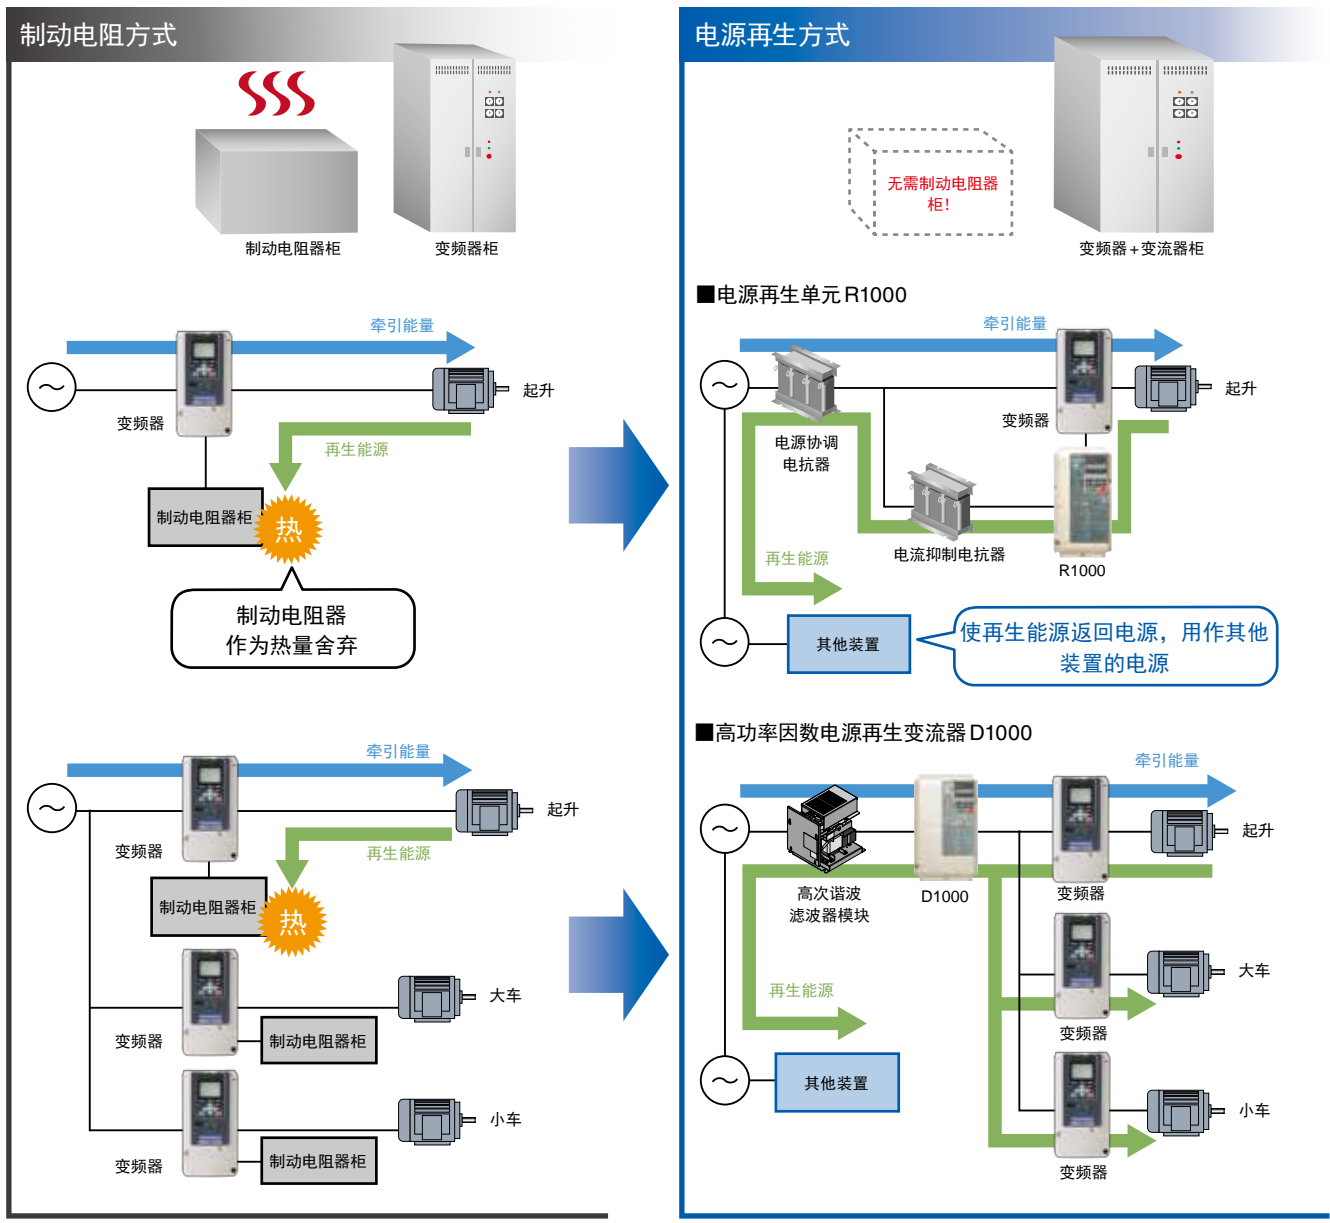 制动电阻方式
制动电阻器柜
变频器柜
牵引能量
起升
变频器
再生能源
制动电阻器柜
热
制动电阻器
作为热量舍弃
牵引能量
起升
变频器
再生能源
制动电阻器柜
热
大车
变频器
制动电阻器柜
小车
变频器
制动电阻器柜
电源再生方式
无需制动电阻器
柜！
变频器+变流器柜
■电源再生单元R1000
牵引能量
起升
变频器
电源协调
电抗器
电流抑制电抗器
R1000
再生能源
其他装置
使再生能源返回电源，用作其他
装置的电源
■高功率因数电源再生变流器D1000
牵引能量
起升
高次谐波
滤波器模块
D1000
变频器
再生能源
大车
变频器
其他装置
小车
变频器